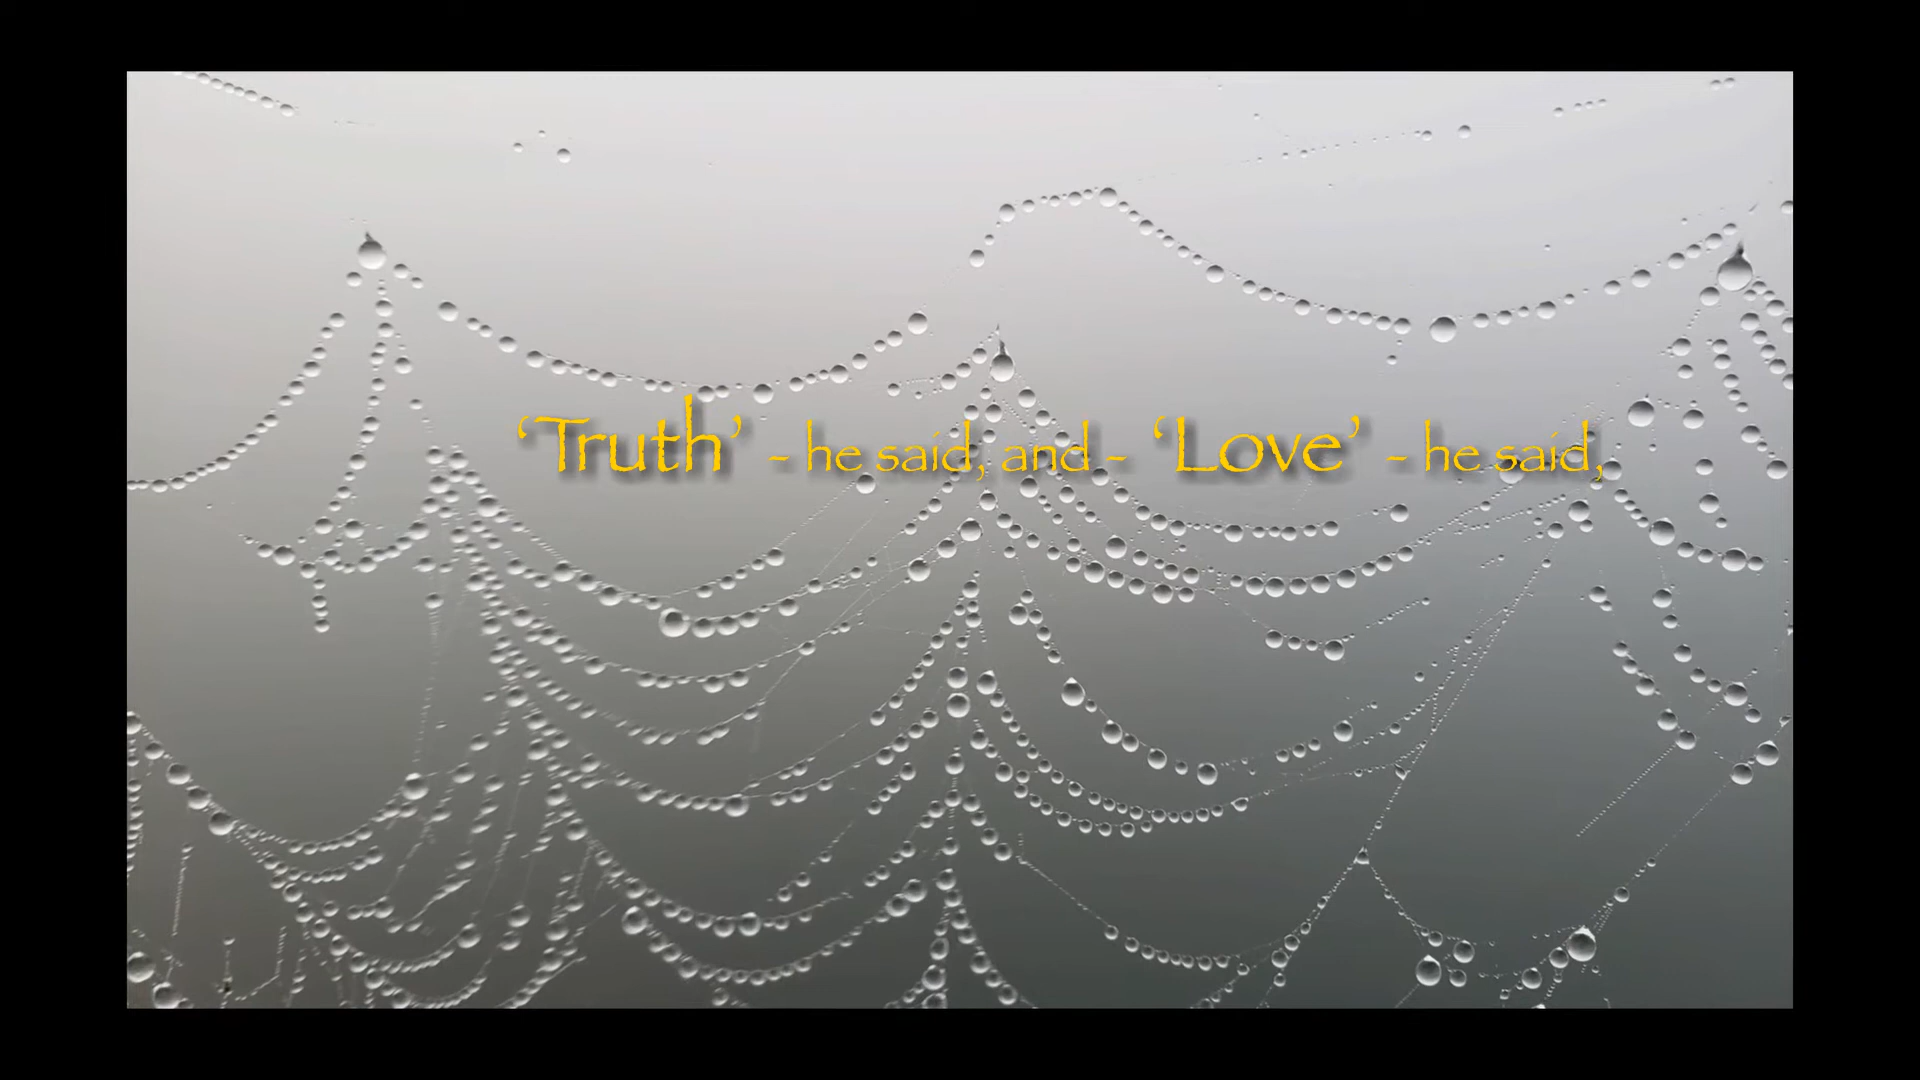 ‘Truth’ - he said, and - ‘Love’ - he said,